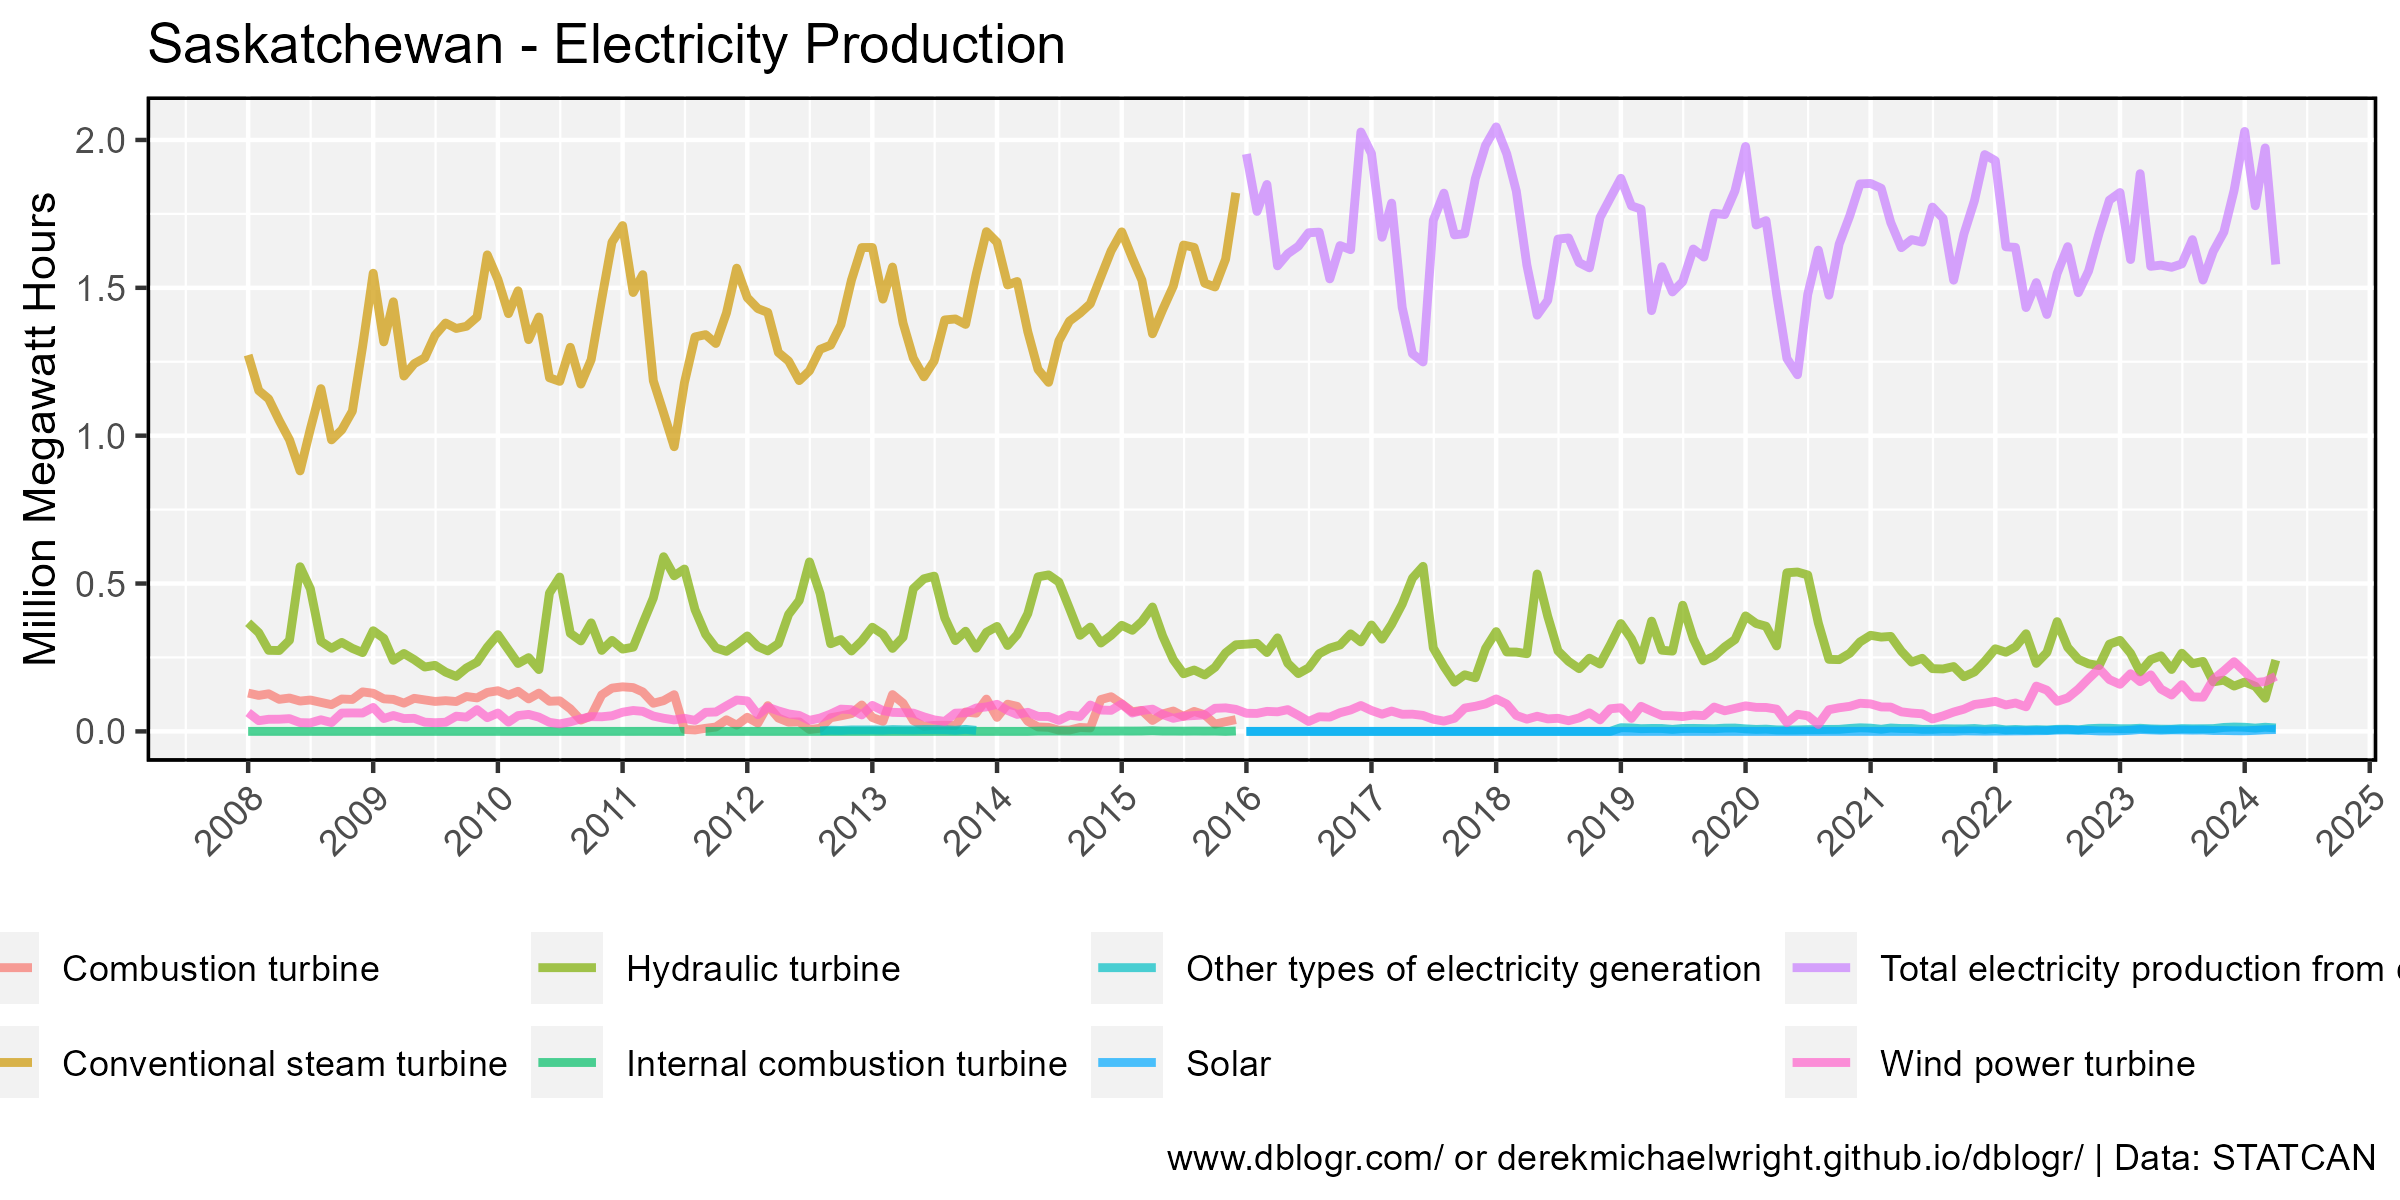 Saskatchewan - Electricity Production
Million Megawatt Hours
2.0
1.5
1.0
0.5
0.0
2008 2009 2010 2011 2012 2013 2014 2015 2016 2017 2018 2019 2020 2021 2022 2023 2024 2025
Combustion turbine Hydraulic turbine Other types of electricity generation Total electricity production from
Conventional steam turbine Internal combustion turbine Solar Wind power turbine
www.dblogr.com/ or derekmichaelwright.github.io/dblogr/ | Data: STATCAN